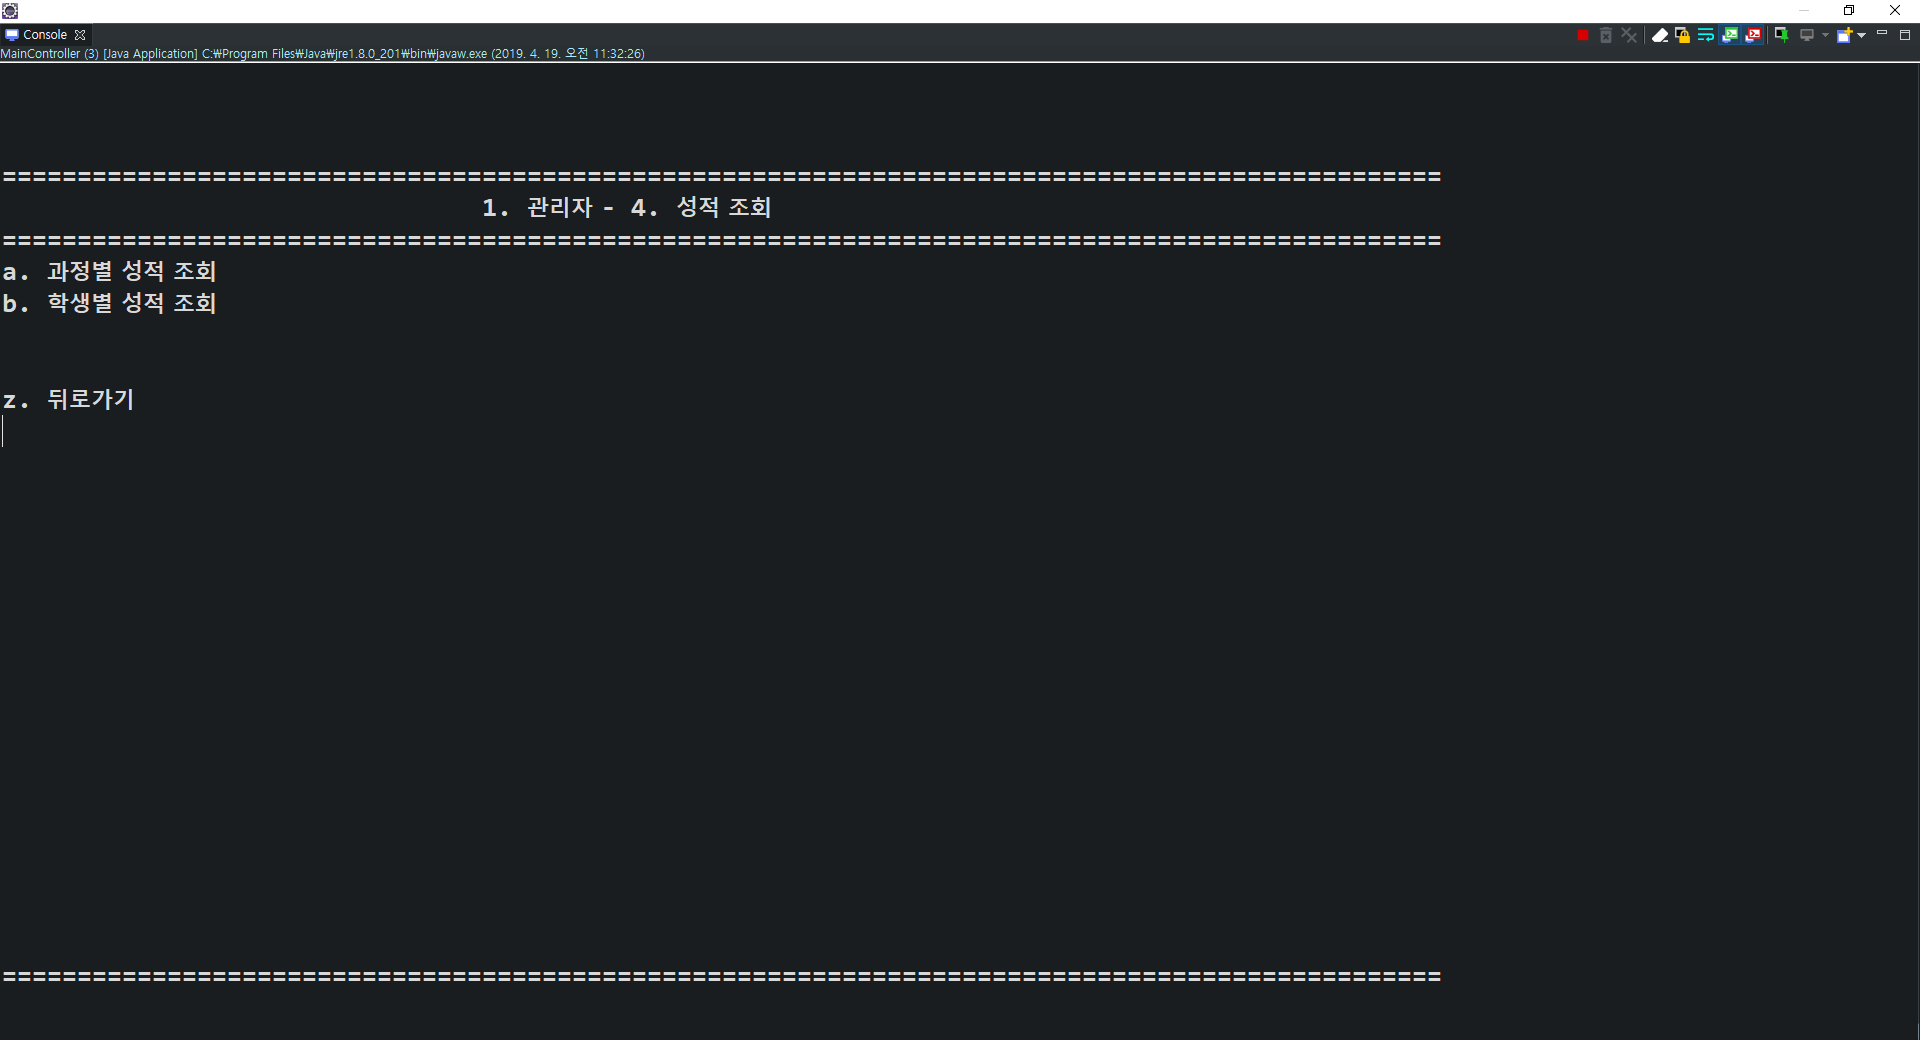 Console
MainController (3) [Java Application] C:₩Program Files₩Java₩jre1.8.0_201₩bin₩javaw.exe (2019. 4. 19. 오전 11:32:26)
================================================================================================
1. 관리자 - 4. 성적 조회
================================================================================================
a. 과정별 성적 조회
b. 학생별 성적 조회
z. 뒤로가기
================================================================================================